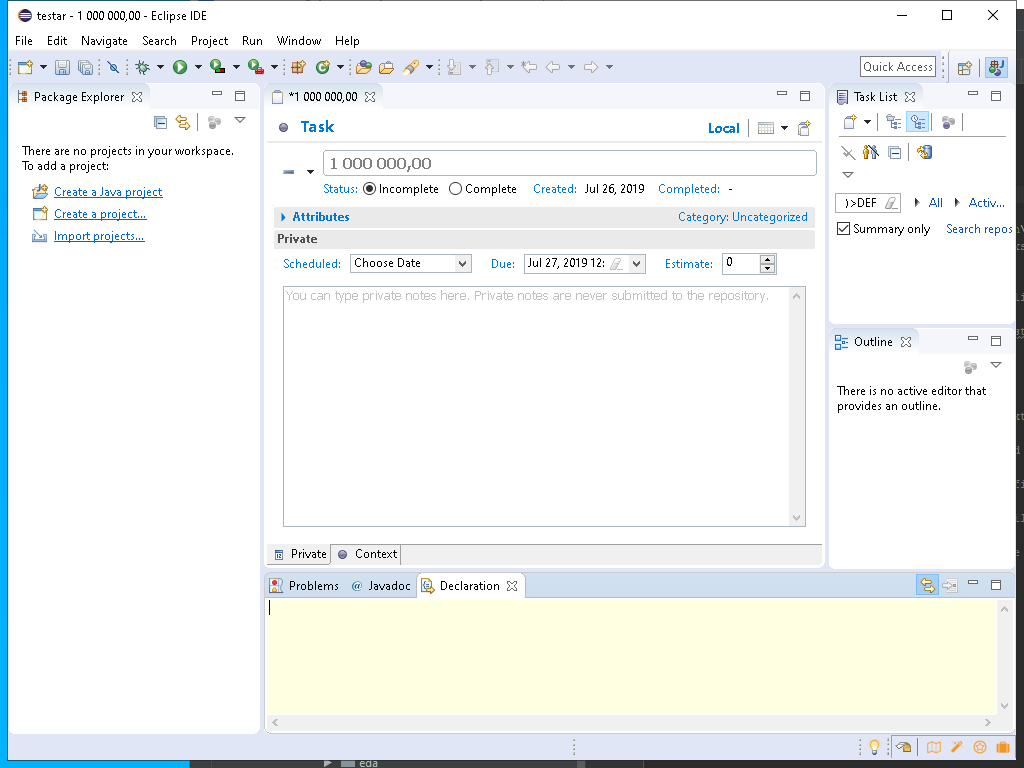 testar - 1 000 000,00 - Eclipse IDE
File Edit Navigate Search Project Run Window Help
Quick Access
Package Explorer
There are no projects in your workspace.
To add a project:
Create a Java project
Create a project...
Import projects...
*1 000 000,00
Task
Local
1 000 000,00
Status: Incomplete Complete Created: Jul 26, 2019 Completed: -
Attributes Category: Uncategorized
Private
Scheduled: Choose Date Due: Jul 27, 2019 12: Estimate: 0
You can type private notes here. Private notes are never submitted to the repository.
Private Context
Task List
)>DEF All Activ...
Summary only Search repos
Outline
There is no active editor that
provides an outline.
Problems @ Javadoc Declaration
eda